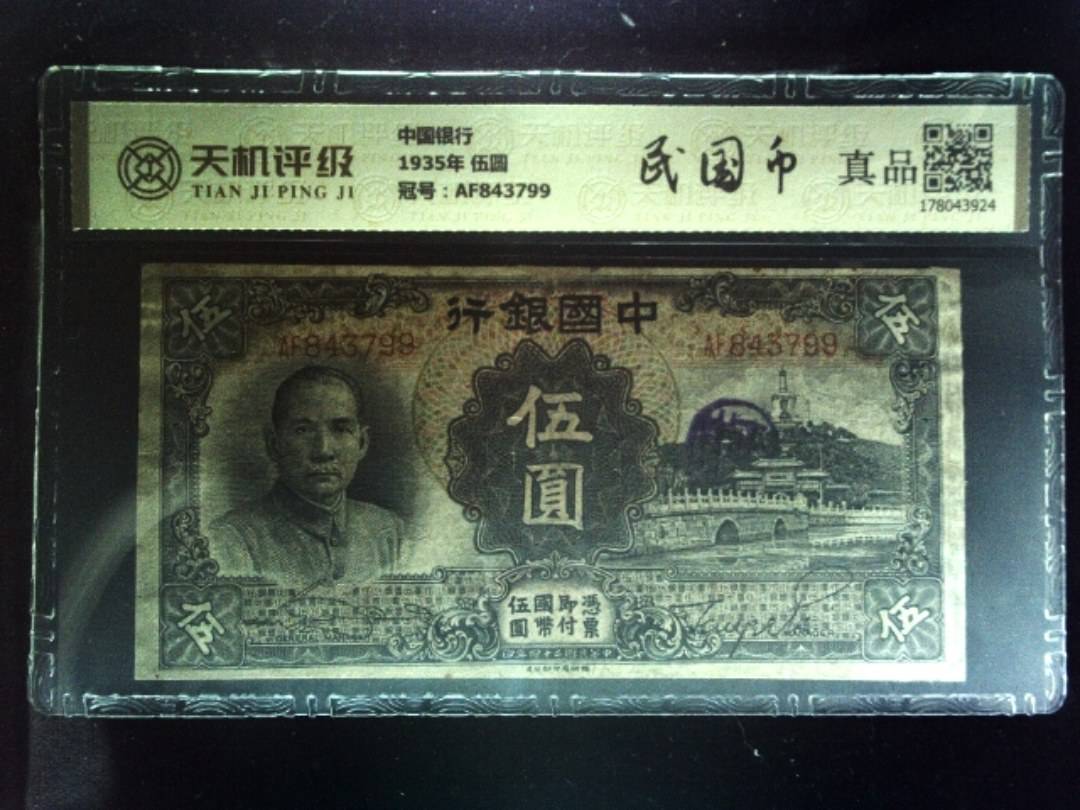 天机评级
TIAN JI PING JI
中国银行
1935年 伍圆
冠号：AF843799
民国币
真品
178043924
伍
行銀國中
伍
AF843799
AF843799
伍圓
憑票即付國幣伍圓
伍
伍
GENERAL MANAGER